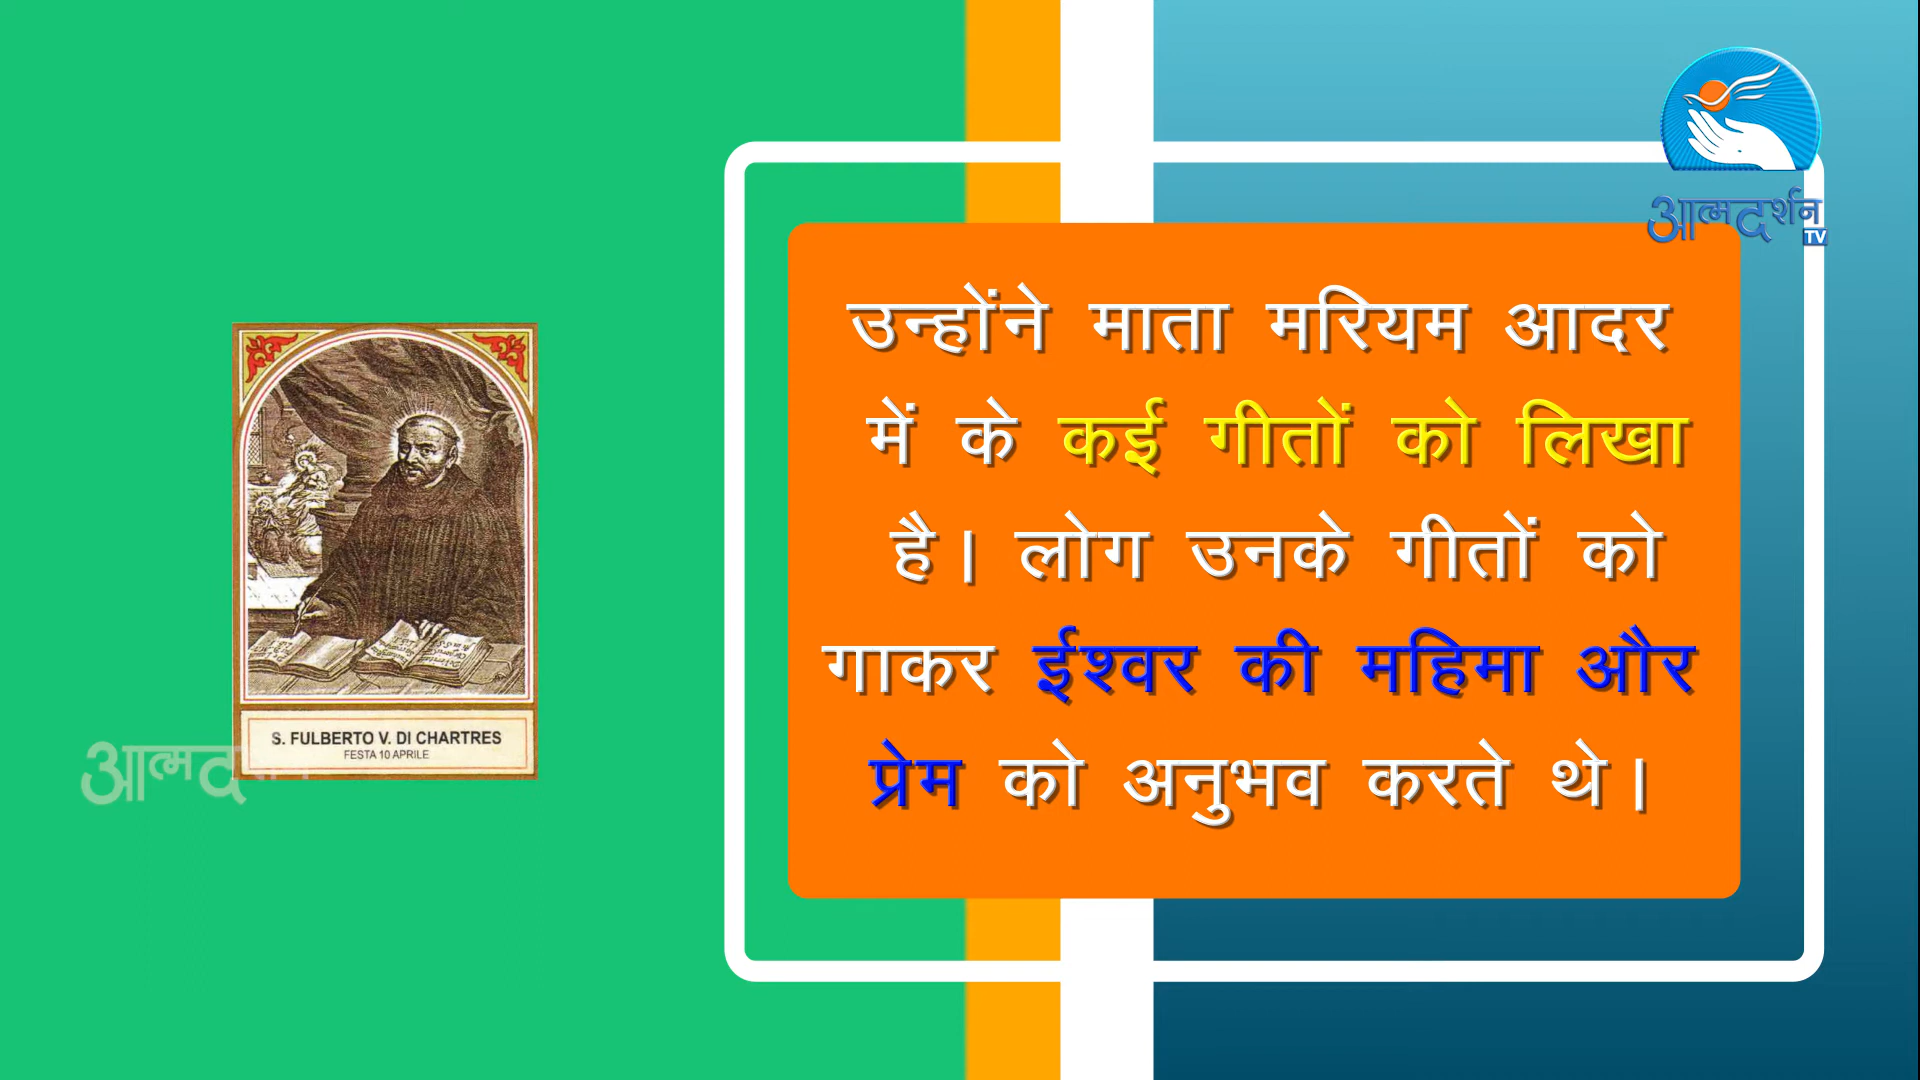 आत्मदर्शन
TV
उन्होंने माता मरियम आदर
में के कई गीतों को लिखा
है। लोग उनके गीतों को
गाकर ईश्वर की महिमा और
प्रेम को अनुभव करते थे।
S. FULBERTO V. DI CHARTRES
FESTA 10 APRILE